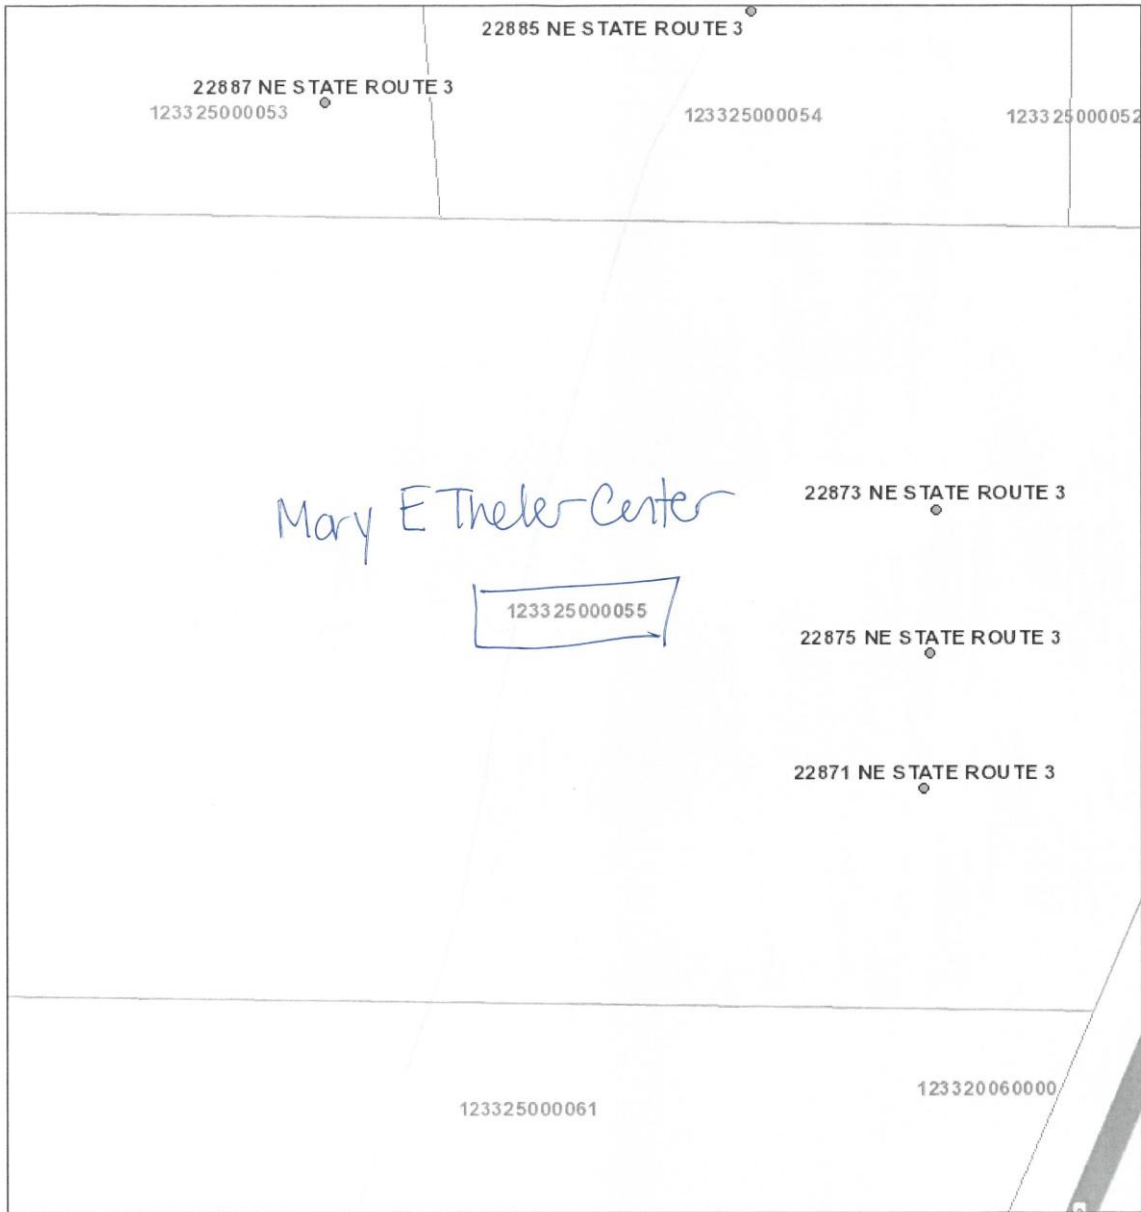 22885 NE STATE ROUTE 3
22887 NE STATE ROUTE 3
123325000053
123325000054
123325000052
Mary E Theler Center
22873 NE STATE ROUTE 3
123325000055
22875 NE STATE ROUTE 3
22871 NE STATE ROUTE 3
123320060000
123325000061